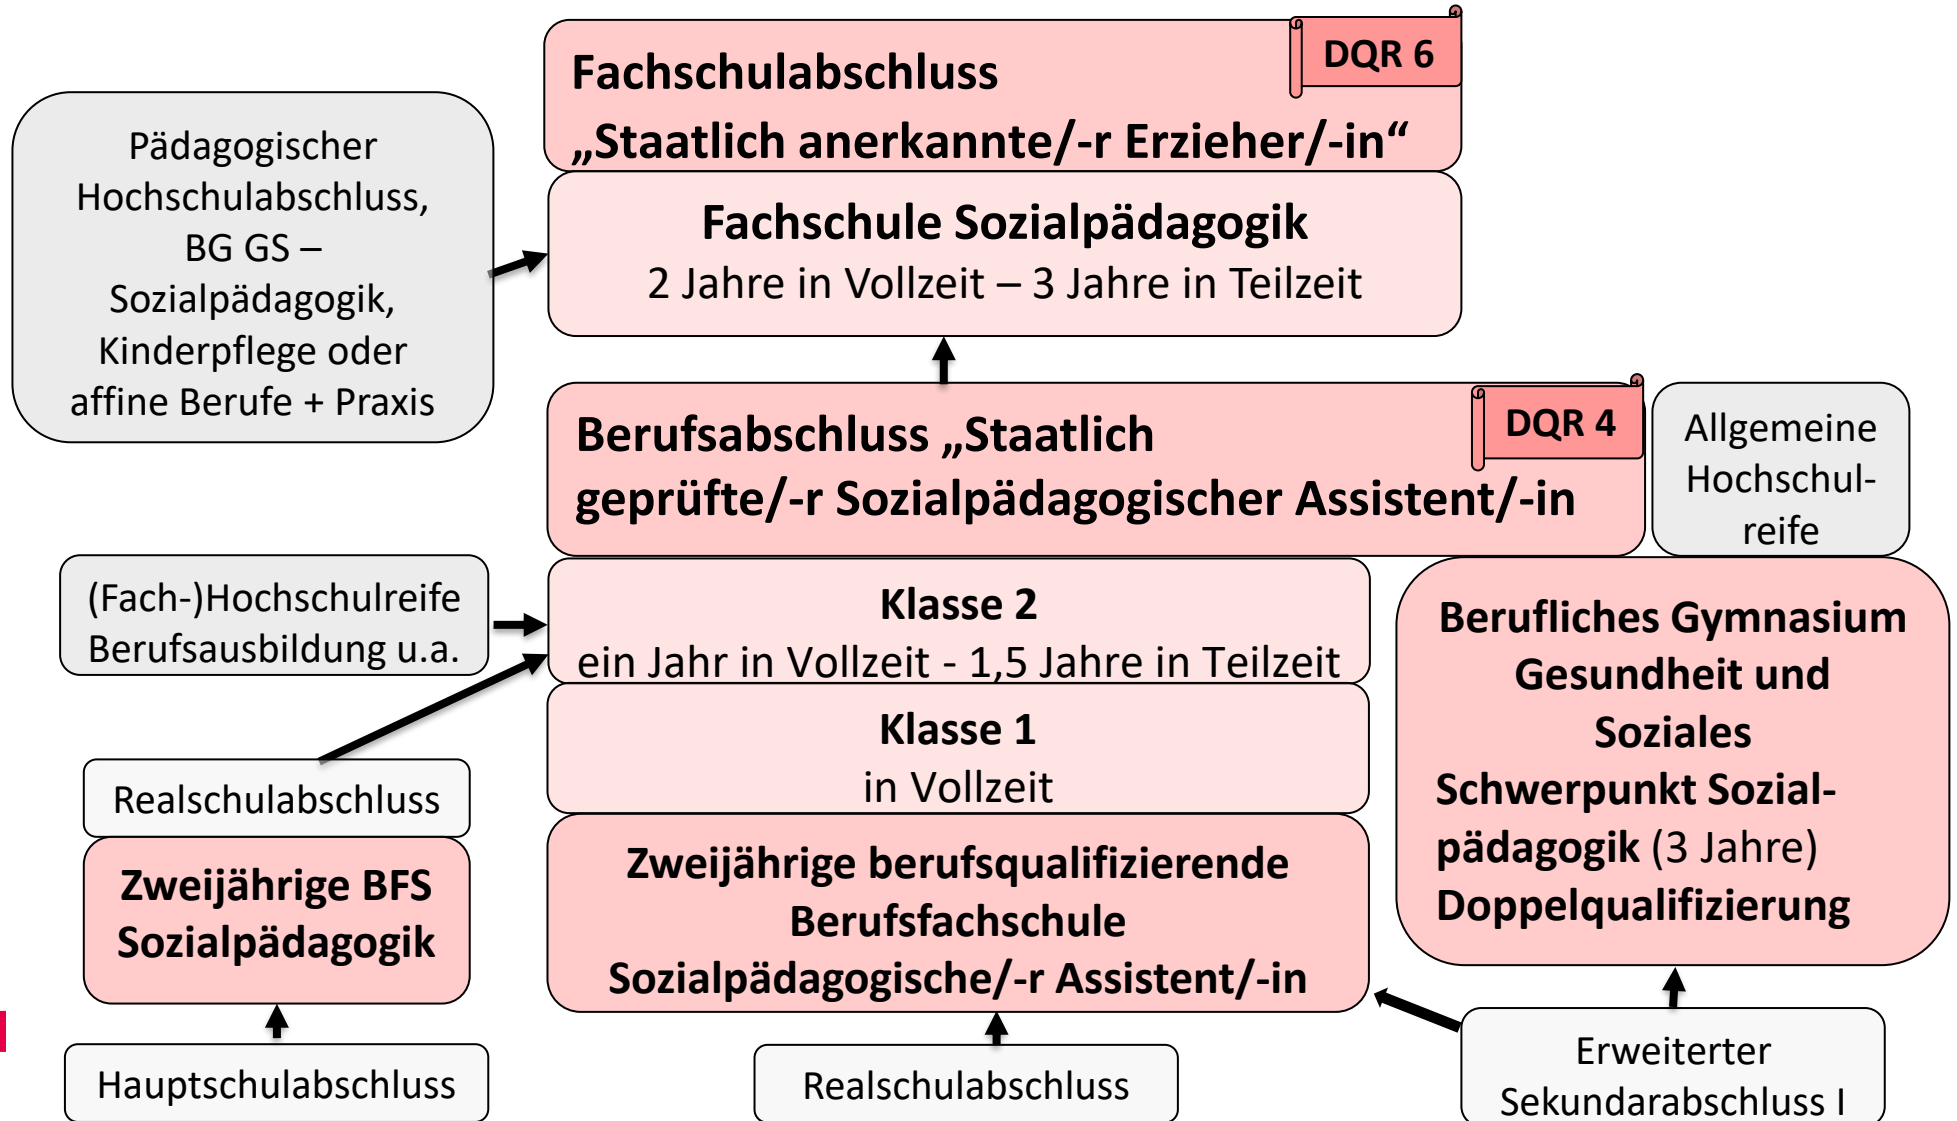 Fachschulabschluss
DQR 6
„Staatlich anerkannte/-r Erzieher/-in“
Pädagogischer
Hochschulabschluss,
BG GS –
Sozialpädagogik,
Kinderpflege oder
affine Berufe + Praxis
Fachschule Sozialpädagogik
2 Jahre in Vollzeit – 3 Jahre in Teilzeit
Berufsabschluss „Staatlich
geprüfte/-r Sozialpädagogischer Assistent/-in
DQR 4
Allgemeine
Hochschul-
reife
(Fach-)Hochschulreife
Berufsausbildung u.a.
Klasse 2
ein Jahr in Vollzeit - 1,5 Jahre in Teilzeit
Klasse 1
in Vollzeit
Berufliches Gymnasium
Gesundheit und
Soziales
Schwerpunkt Sozial-
pädagogik (3 Jahre)
Doppelqualifizierung
Realschulabschluss
Zweijährige BFS
Sozialpädagogik
Zweijährige berufsqualifizierende
Berufsfachschule
Sozialpädagogische/-r Assistent/-in
Hauptschulabschluss
Realschulabschluss
Erweiterter
Sekundarabschluss I